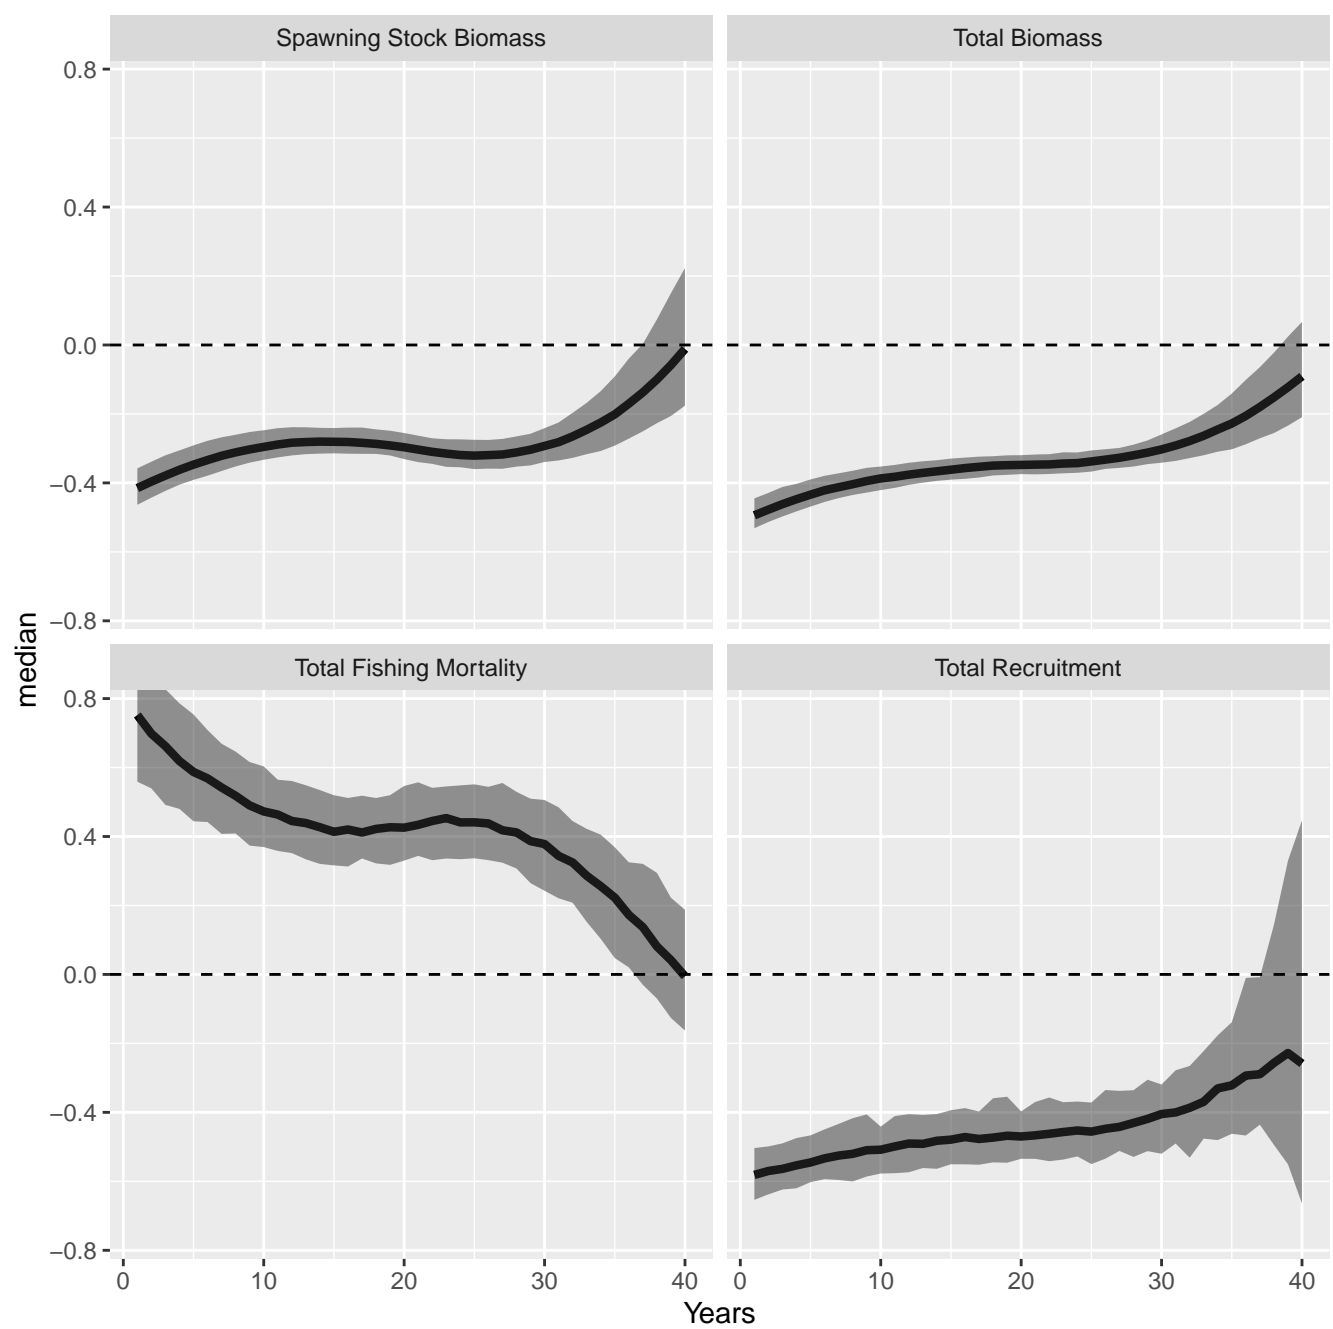 Spawning Stock Biomass
Total Biomass
0.8
0.4
0.0
−0.4
−0.8
median
Total Fishing Mortality
Total Recruitment
0.8
0.4
0.0
−0.4
−0.8
0 10 20 30 40
0 10 20 30 40
Years